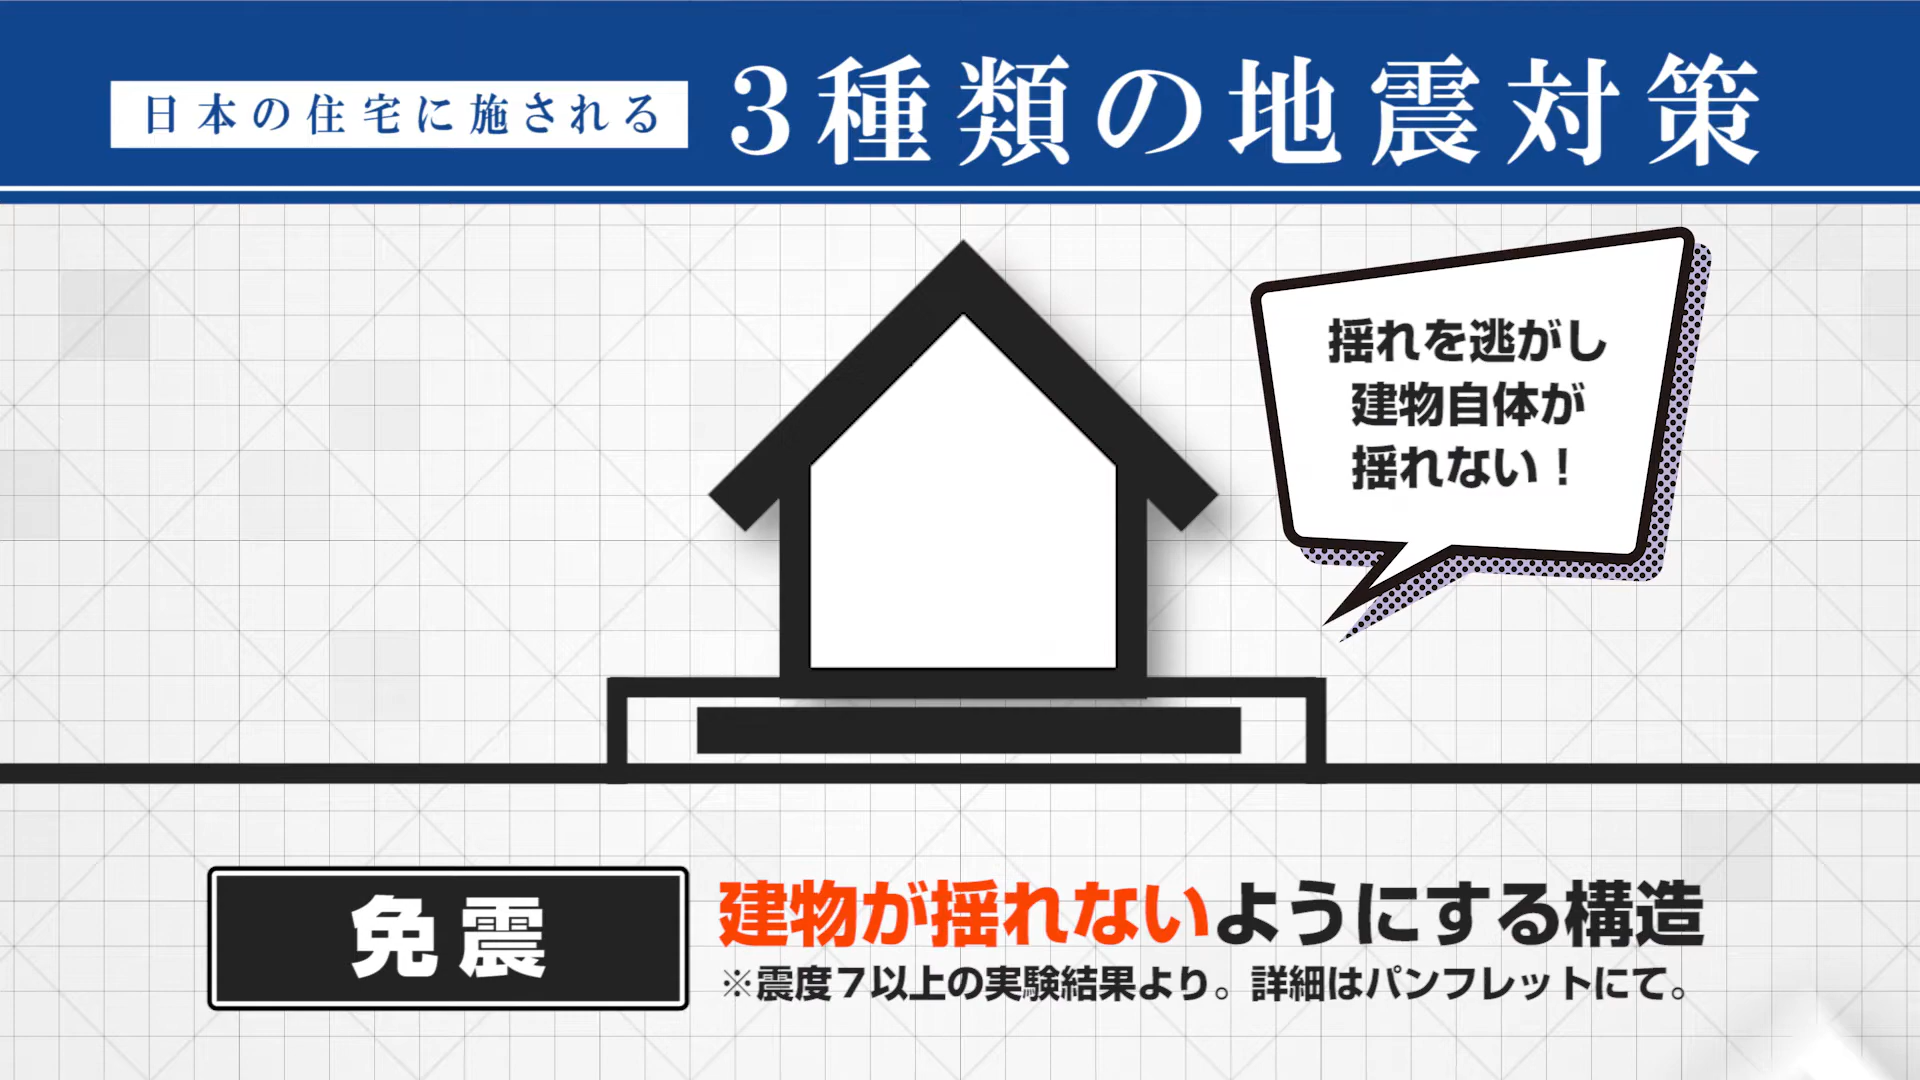 日本の住宅に施される 3種類の地震対策
揺れを逃がし
建物自体が
揺れない！
免震
建物が揺れないようにする構造
※震度７以上の実験結果より。詳細はパンフレットにて。